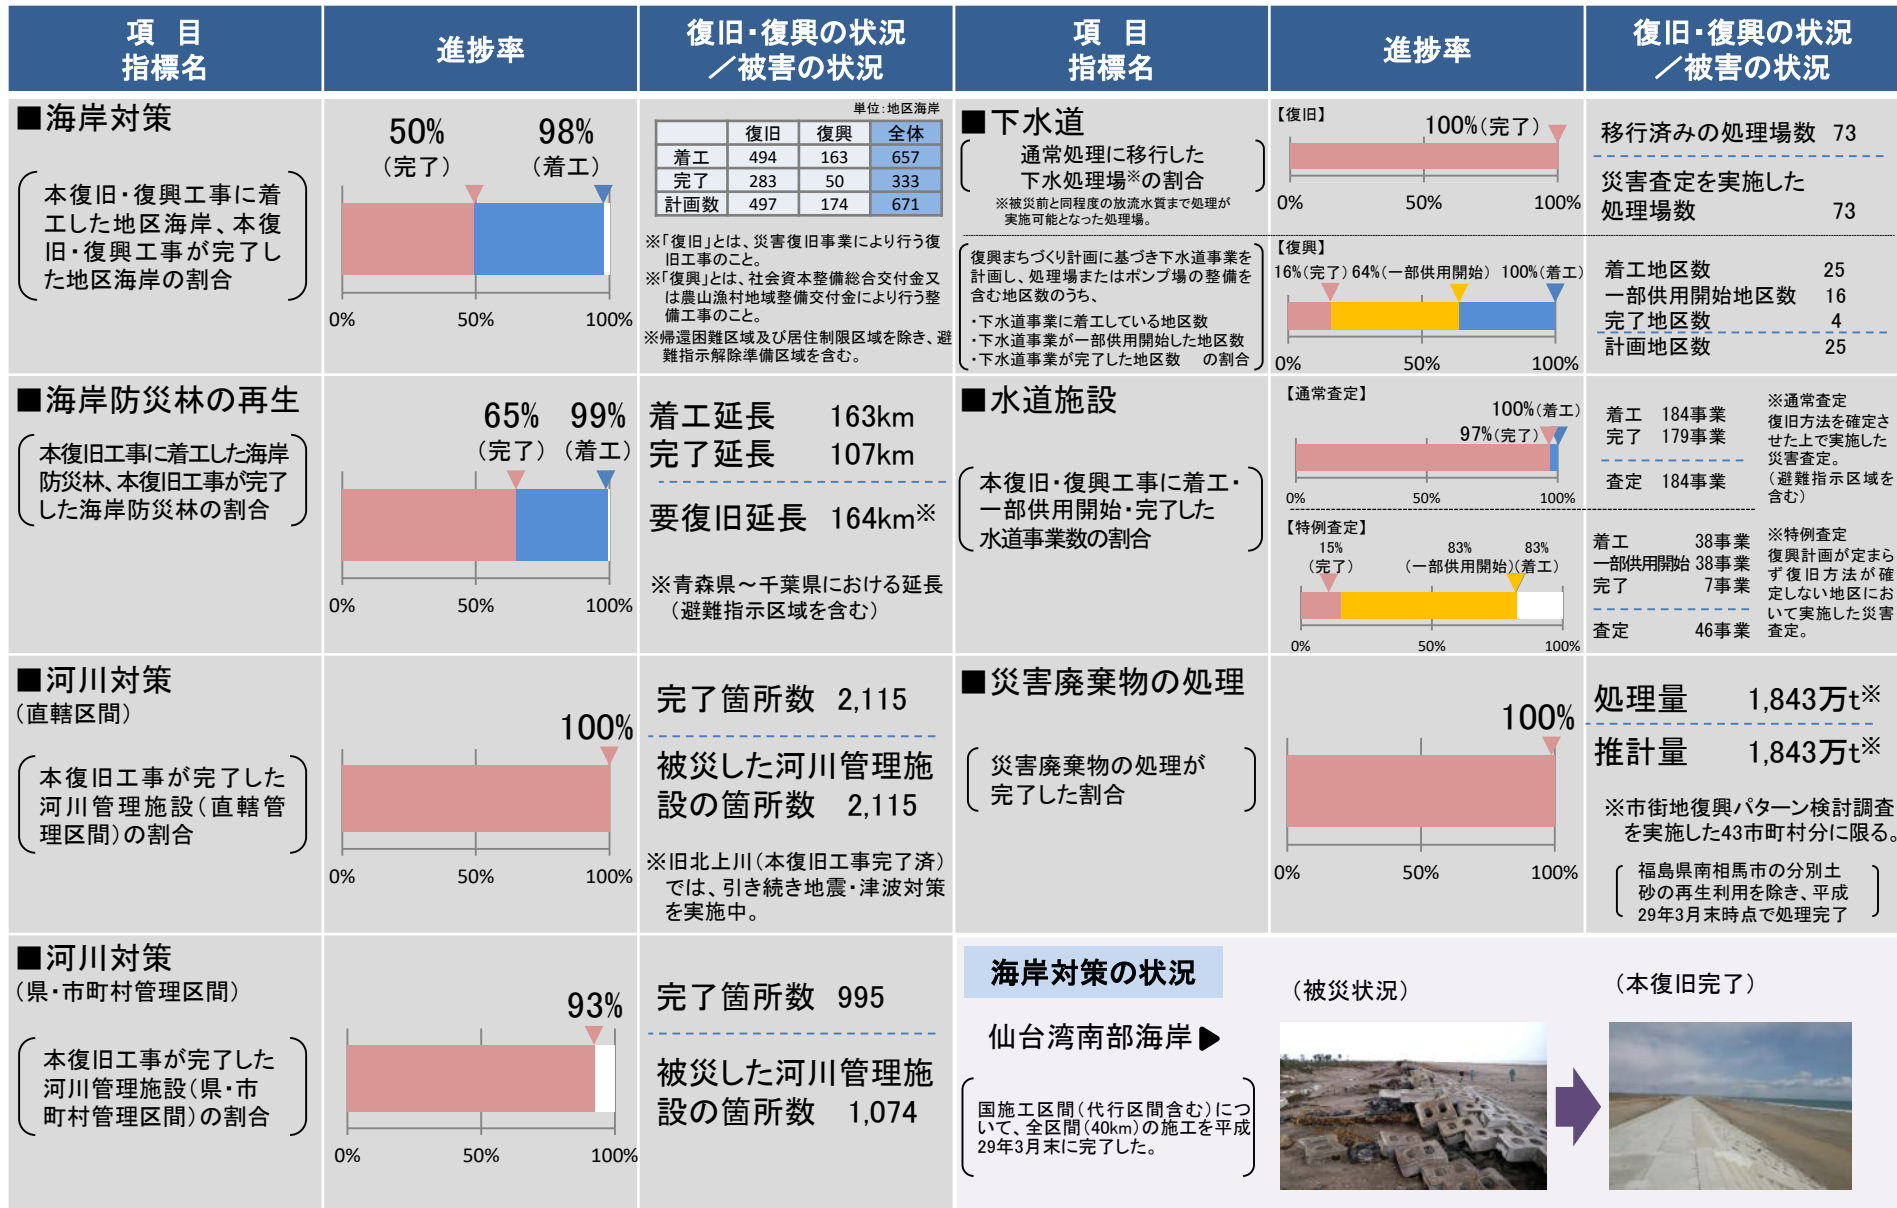 項　目
指標名
進捗率
復旧・復興の状況
／被害の状況
項　目
指標名
進捗率
復旧・復興の状況
／被害の状況
■海岸対策
本復旧・復興工事に着
工した地区海岸、本復
旧・復興工事が完了し
た地区海岸の割合
50%
（完了）
98%
（着工）
0% 50% 100%
単位：地区海岸
復旧 復興 全体
着工 494 163 657
完了 283 50 333
計画数 497 174 671
※「復旧」とは、災害復旧事業により行う復
旧工事のこと。
※「復興」とは、社会資本整備総合交付金又
は農山漁村地域整備交付金により行う整
備工事のこと。
※帰還困難区域及び居住制限区域を除き、避
難指示解除準備区域を含む。
■海岸防災林の再生
本復旧工事に着工した海岸
防災林、本復旧工事が完了
した海岸防災林の割合
65%
（完了）
99%
（着工）
0% 50% 100%
着工延長 163km
完了延長 107km
要復旧延長 164km※
※青森県～千葉県における延長
（避難指示区域を含む）
■河川対策
（直轄区間）
本復旧工事が完了した
河川管理施設（直轄管
理区間）の割合
100%
0% 50% 100%
完了箇所数 2,115
被災した河川管理施
設の箇所数 2,115
※旧北上川（本復旧工事完了済）
では、引き続き地震・津波対策
を実施中。
■河川対策
（県・市町村管理区間）
本復旧工事が完了した
河川管理施設（県・市
町村管理区間）の割合
93%
0% 50% 100%
完了箇所数 995
被災した河川管理施
設の箇所数 1,074
■下水道
通常処理に移行した
下水処理場※の割合
※被災前と同程度の放流水質まで処理が
実施可能となった処理場。
【復旧】
100%（完了）
0% 50% 100%
移行済みの処理場数 73
災害査定を実施した
処理場数 73
復興まちづくり計画に基づき下水道事業を
計画し、処理場またはポンプ場の整備を
含む地区数のうち、
・下水道事業に着工している地区数
・下水道事業が一部供用開始した地区数
・下水道事業が完了した地区数　の割合
【復興】
16%（完了） 64%（一部供用開始） 100%（着工）
0% 50% 100%
着工地区数 25
一部供用開始地区数 16
完了地区数 4
計画地区数 25
■水道施設
本復旧・復興工事に着工・
一部供用開始・完了した
水道事業数の割合
【通常査定】
100%（着工）
97%（完了）
0% 50% 100%
着工 184事業
完了 179事業
査定 184事業
※通常査定
復旧方法を確定さ
せた上で実施した
災害査定。
（避難指示区域を
含む）
【特例査定】
15% 83% 83%
（完了） （一部供用開始）（着工）
0% 50% 100%
着工 38事業
一部供用開始 38事業
完了 7事業
査定 46事業
※特例査定
復興計画が定まら
ず復旧方法が確
定しない地区にお
いて実施した災害
査定。
■災害廃棄物の処理
災害廃棄物の処理が
完了した割合
100%
0% 50% 100%
処理量 1,843万t※
推計量 1,843万t※
※市街地復興パターン検討調査
を実施した43市町村分に限る。
福島県南相馬市の分別土
砂の再生利用を除き、平成
29年3月末時点で処理完了
海岸対策の状況
仙台湾南部海岸▶
国施工区間（代行区間含む）につ
いて、全区間（40km）の施工を平成
29年3月末に完了した。
（被災状況）
（本復旧完了）